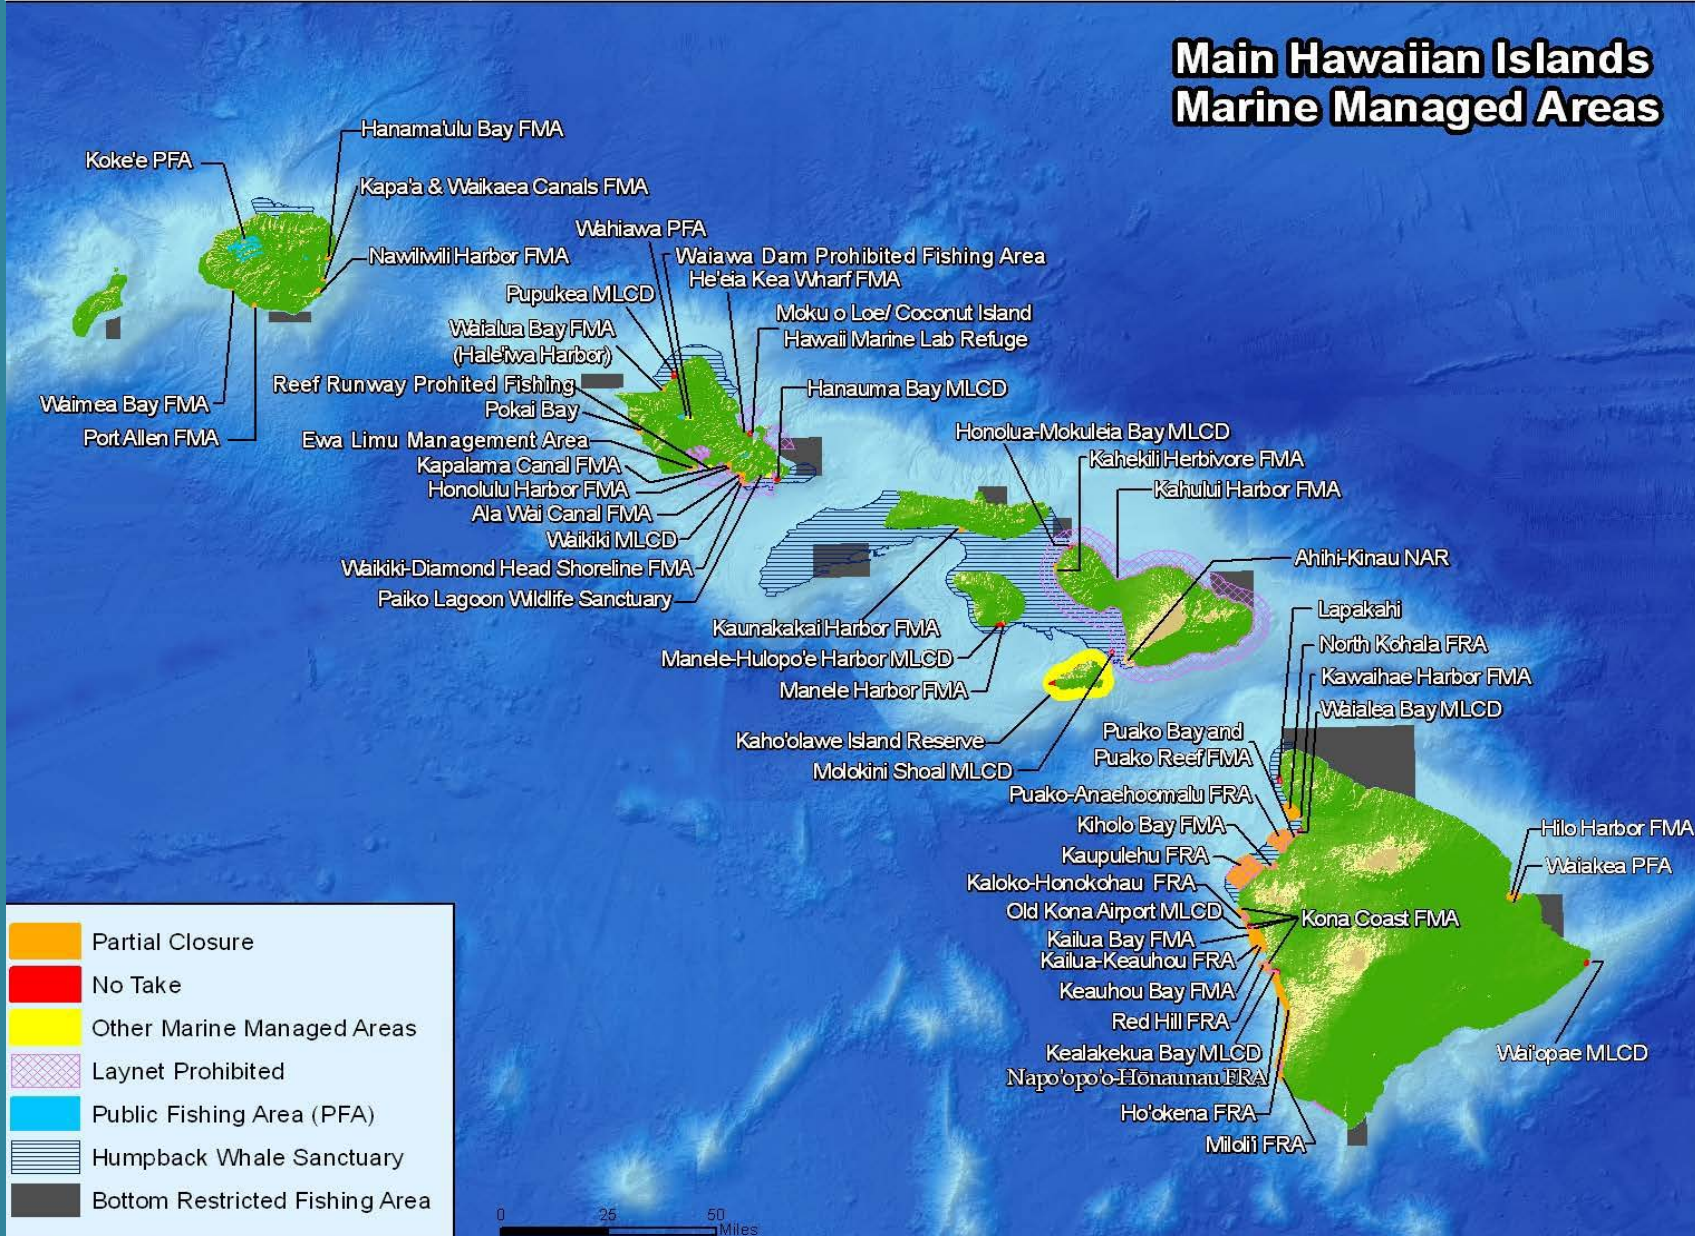 Main Hawaiian Islands
Marine Managed Areas
Hanama'ulu Bay FMA
Koke'e PFA
Kapa'a & Waikaea Canals FMA
Nawiliwili Harbor FMA
Waimea Bay FMA
Port Allen FMA
Wahiawa PFA
Waiawa Dam Prohibited Fishing Area
He'eia Kea Wharf FMA
Pupukea MLCD
Moku o Loe/ Coconut Island
Hawaii Marine Lab Refuge
Waialua Bay FMA
(Hale'iwa Harbor)
Reef Runway Prohited Fishing
Hanauma Bay MLCD
Pokai Bay
Ewa Limu Management Area
Kapalama Canal FMA
Honolulu Harbor FMA
Ala Wai Canal FMA
Waikiki MLCD
Waikiki-Diamond Head Shoreline FMA
Paiko Lagoon Wildlife Sanctuary
Honolua-Mokuleia Bay MLCD
Kahekili Herbivore FMA
Kahului Harbor FMA
Ahihi-Kinau NAR
Kaunakakai Harbor FMA
Manele-Hulopo'e Harbor MLCD
Manele Harbor FMA
Kaho'olawe Island Reserve
Molokini Shoal MLCD
Lapakahi
North Kohala FRA
Kawaihae Harbor FMA
Waialea Bay MLCD
Puako Bay and
Puako Reef FMA
Puako-Anaehoomalu FRA
Kiholo Bay FMA
Kaupulehu FRA
Kaloko-Honokohau FRA
Old Kona Airport MLCD
Kona Coast FMA
Kailua Bay FMA
Kailua-Keauhou FRA
Keauhou Bay FMA
Red Hill FRA
Kealakekua Bay MLCD
Napo'opo'o-Hōnaunau FRA
Ho'okena FRA
Miloli'i FRA
Hilo Harbor FMA
Waiakea PFA
Wai'opae MLCD
Partial Closure
No Take
Other Marine Managed Areas
Laynet Prohibited
Public Fishing Area (PFA)
Humpback Whale Sanctuary
Bottom Restricted Fishing Area
0 25 50
Miles